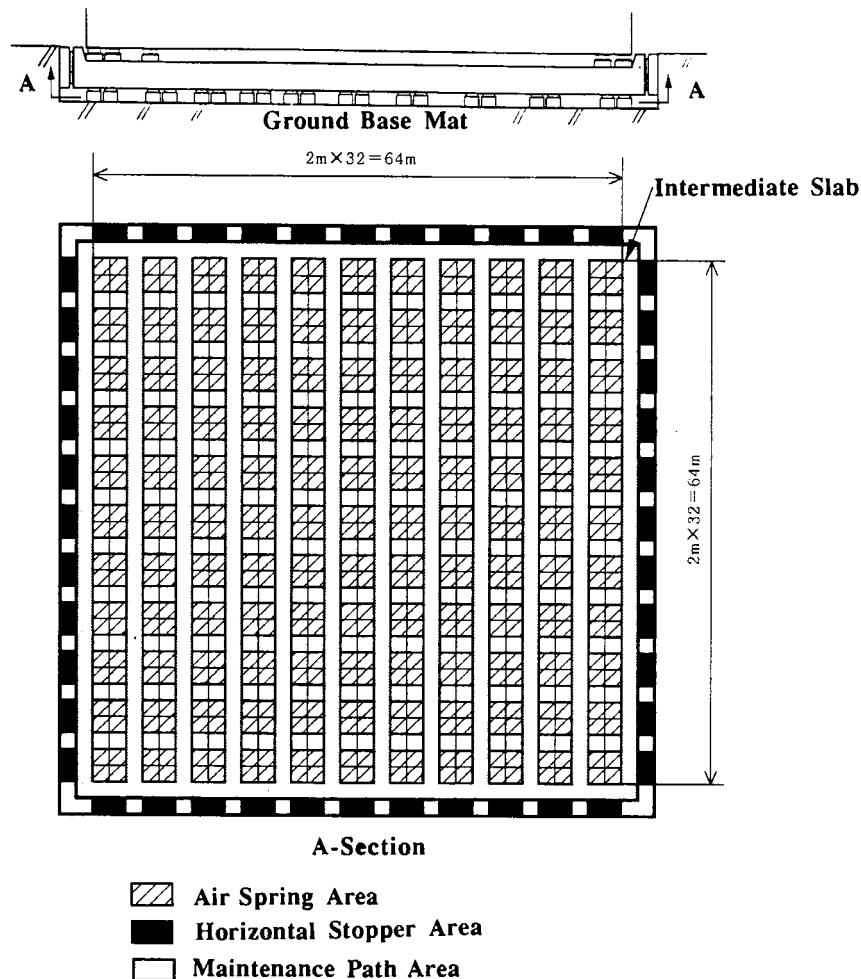 A
A
Ground Base Mat
2m×32=64m
Intermediate Slab
2m×32=64m
A-Section
Air Spring Area
Horizontal Stopper Area
Maintenance Path Area